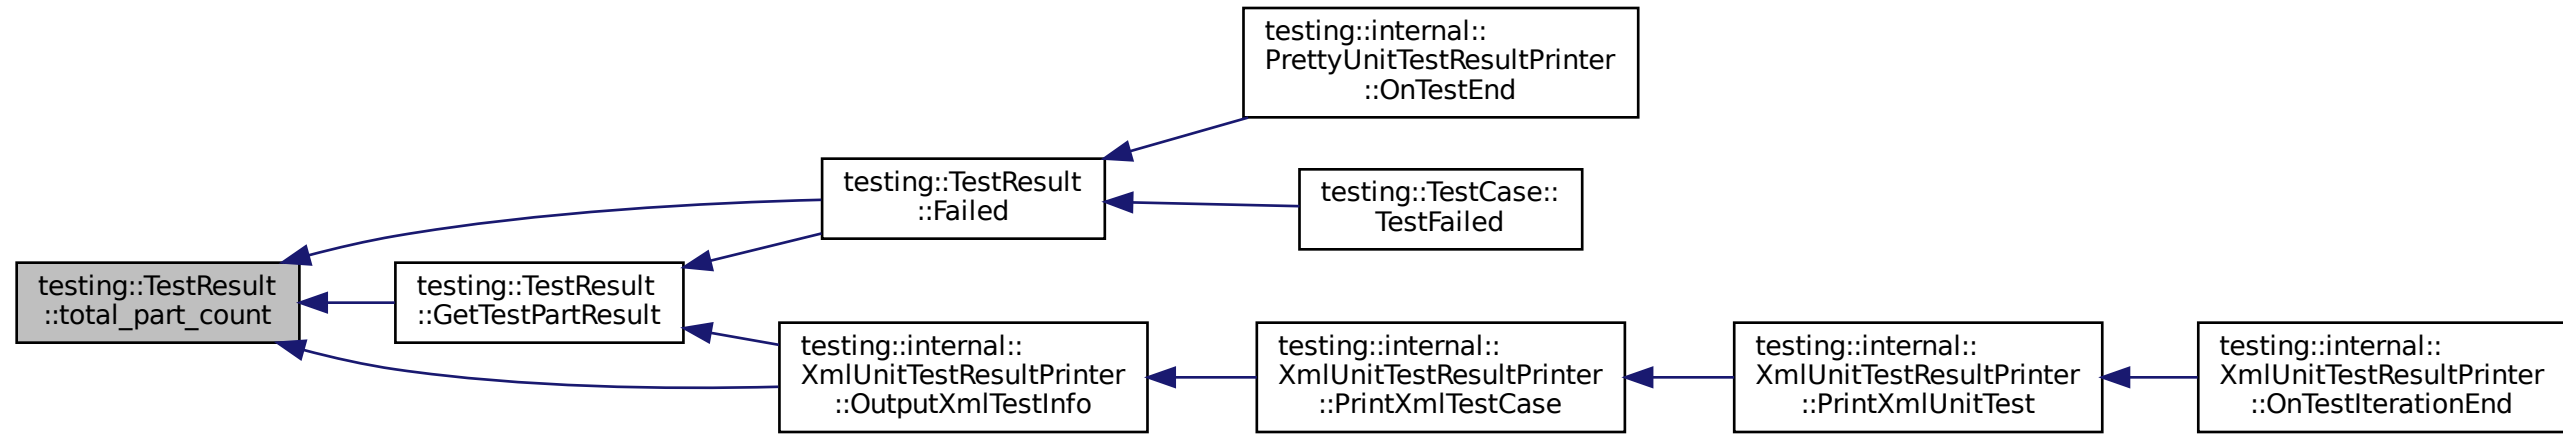 testing::internal::
PrettyUnitTestResultPrinter
::OnTestEnd
testing::TestResult
::Failed
testing::TestCase::
TestFailed
testing::TestResult
::total_part_count
testing::TestResult
::GetTestPartResult
testing::internal::
XmlUnitTestResultPrinter
::OutputXmlTestInfo
testing::internal::
XmlUnitTestResultPrinter
::PrintXmlTestCase
testing::internal::
XmlUnitTestResultPrinter
::PrintXmlUnitTest
testing::internal::
XmlUnitTestResultPrinter
::OnTestIterationEnd